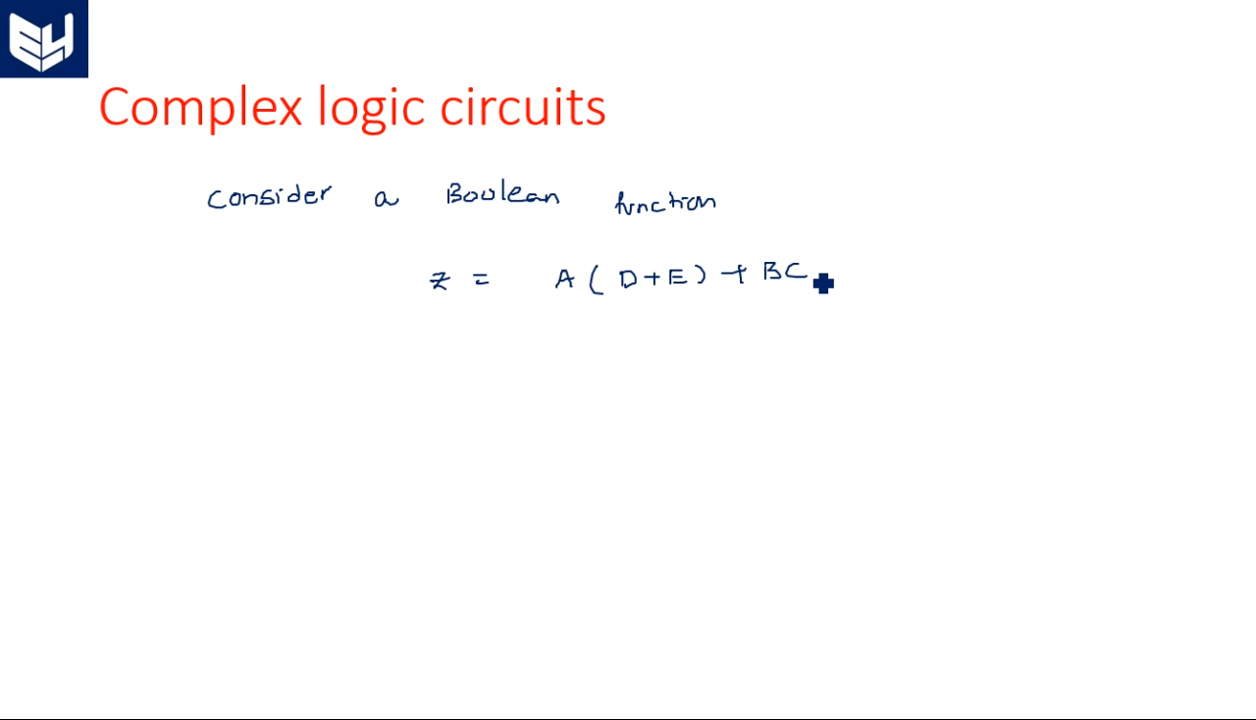 Complex logic circuits
Consider a Boolean function
Z = A ( D + E ) + BC